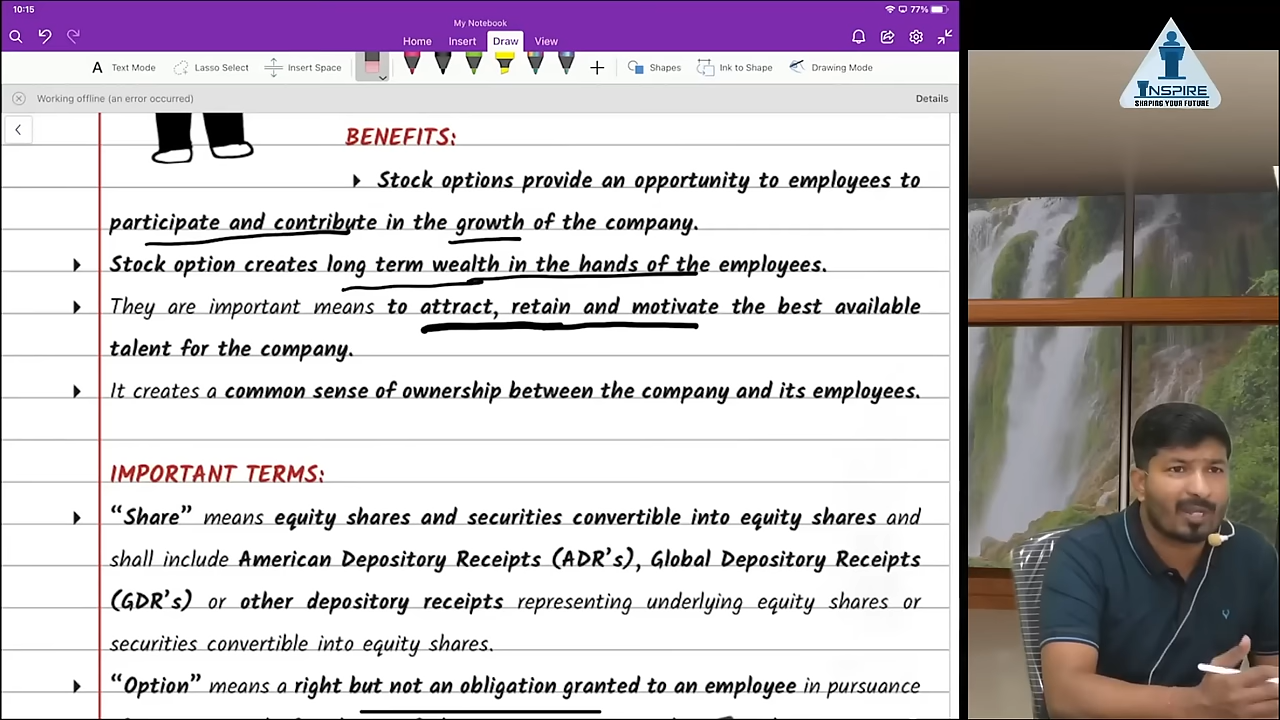 10:15
77%
My Notebook
Home Insert Draw View
Text Mode Lasso Select Insert Space Shapes Ink to Shape Drawing Mode
Working offline (an error occurred) Details
INSPIRE
SHAPING YOUR FUTURE
BENEFITS:
Stock options provide an opportunity to employees to
participate and contribute in the growth of the company.
Stock option creates long term wealth in the hands of the employees.
They are important means to attract, retain and motivate the best available
talent for the company.
It creates a common sense of ownership between the company and its employees.
IMPORTANT TERMS:
“Share” means equity shares and securities convertible into equity shares and
shall include American Depository Receipts (ADR’s), Global Depository Receipts
(GDR’s) or other depository receipts representing underlying equity shares or
securities convertible into equity shares.
“Option” means a right but not an obligation granted to an employee in pursuance